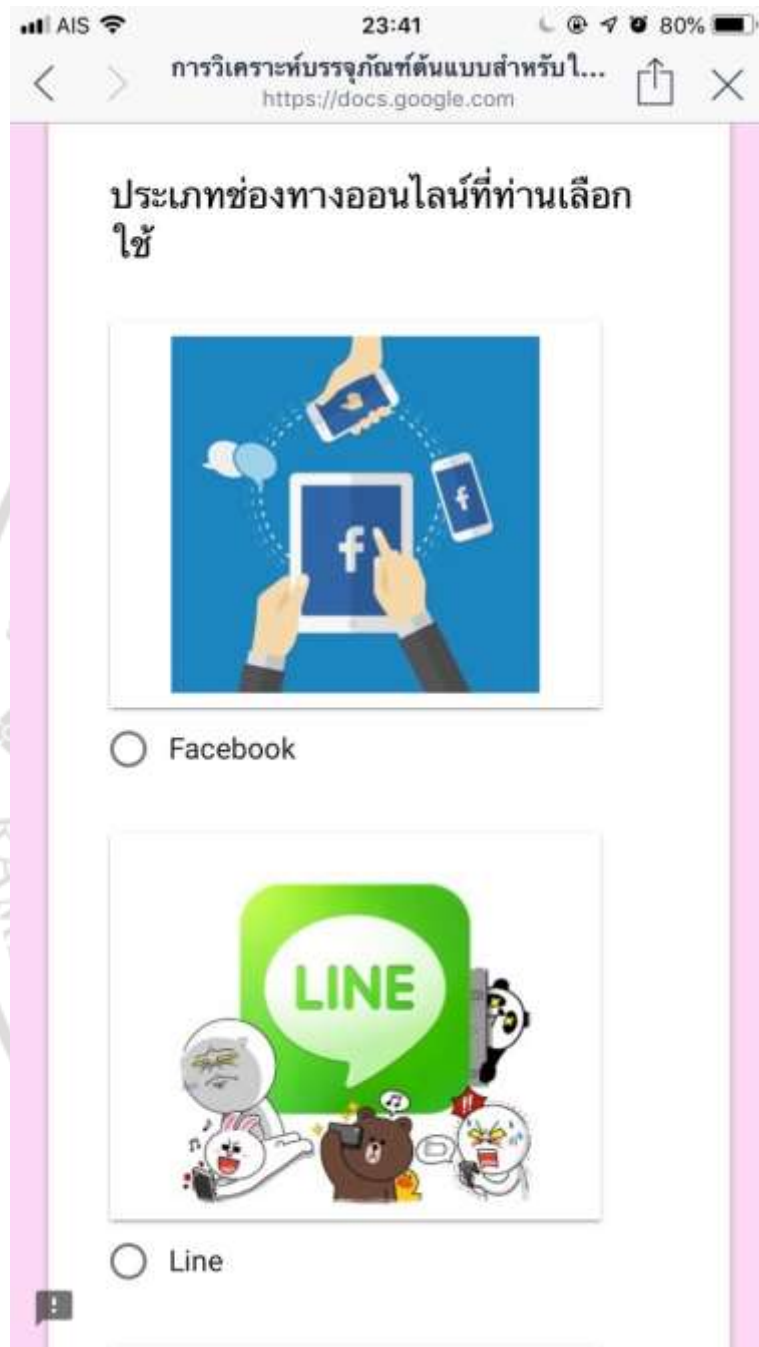 AIS 23:41 80%
การวิเคราะห์บรรจุภัณฑ์ต้นแบบสำหรับใ...
https://docs.google.com
ประเภทช่องทางออนไลน์ที่ท่านเลือก
ใช้
f
f
Facebook
LINE
!!
Line
!